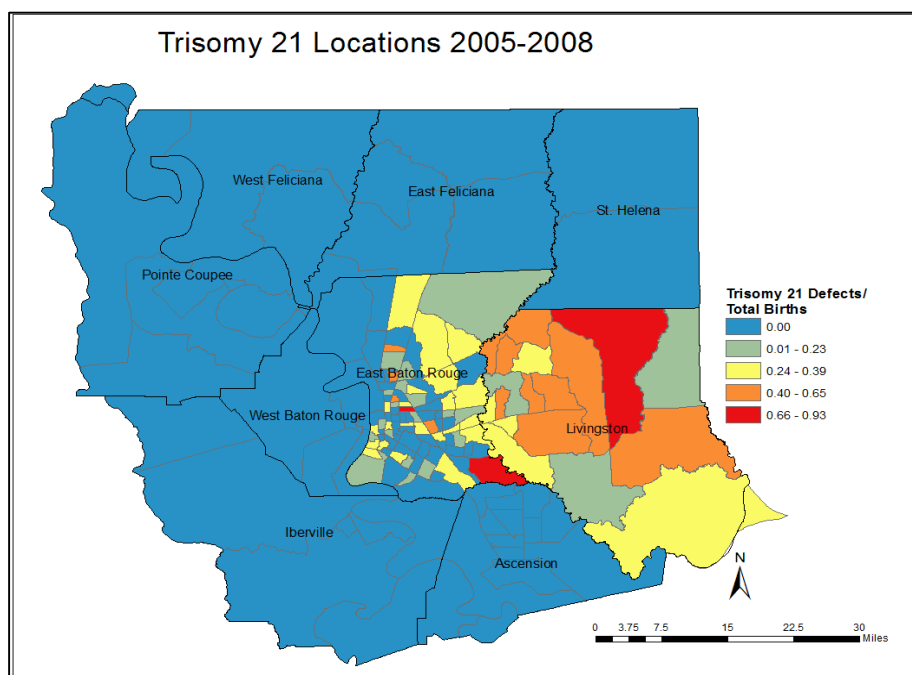 Trisomy 21 Locations 2005-2008
West Feliciana
East Feliciana
St. Helena
Pointe Coupee
Trisomy 21 Defects/
Total Births
0.00
0.01 - 0.23
0.24 - 0.39
0.40 - 0.65
0.66 - 0.93
East Baton Rouge
West Baton Rouge
Livingston
Iberville
Ascension
N
0 3.75 7.5 15 22.5 30
Miles